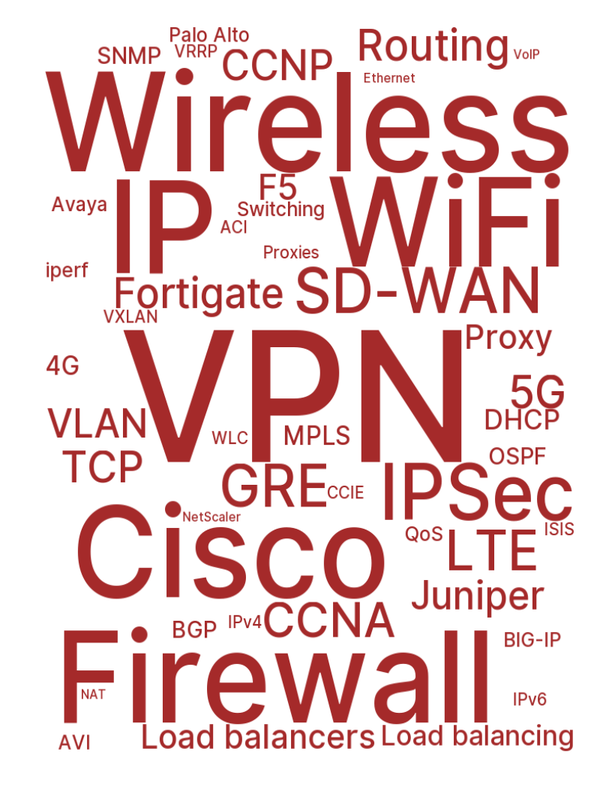 Palo Alto
Routing
SNMP
VRRP
CCNP
VoIP
Ethernet
Wireless
F5
WiFi
Avaya
IP
Switching
ACI
Proxies
iperf
Fortigate
SD-WAN
VXLAN
Proxy
VPN
4G
5G
VLAN
DHCP
WLC
MPLS
TCP
OSPF
GRE
CCIE
IPSec
NetScaler
Cisco
QoS
ISIS
LTE
Juniper
BGP
IPv4
CCNA
BIG-IP
Firewall
NAT
IPv6
AVI
Load balancers
Load balancing